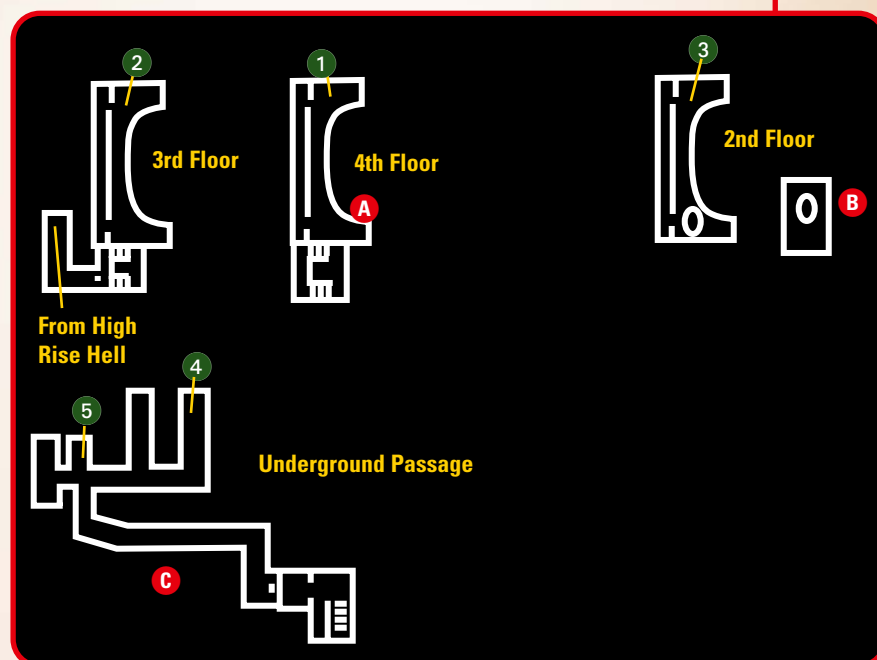 2
1
3
3rd Floor
4th Floor
2nd Floor
A
B
From High
Rise Hell
4
5
Underground Passage
C